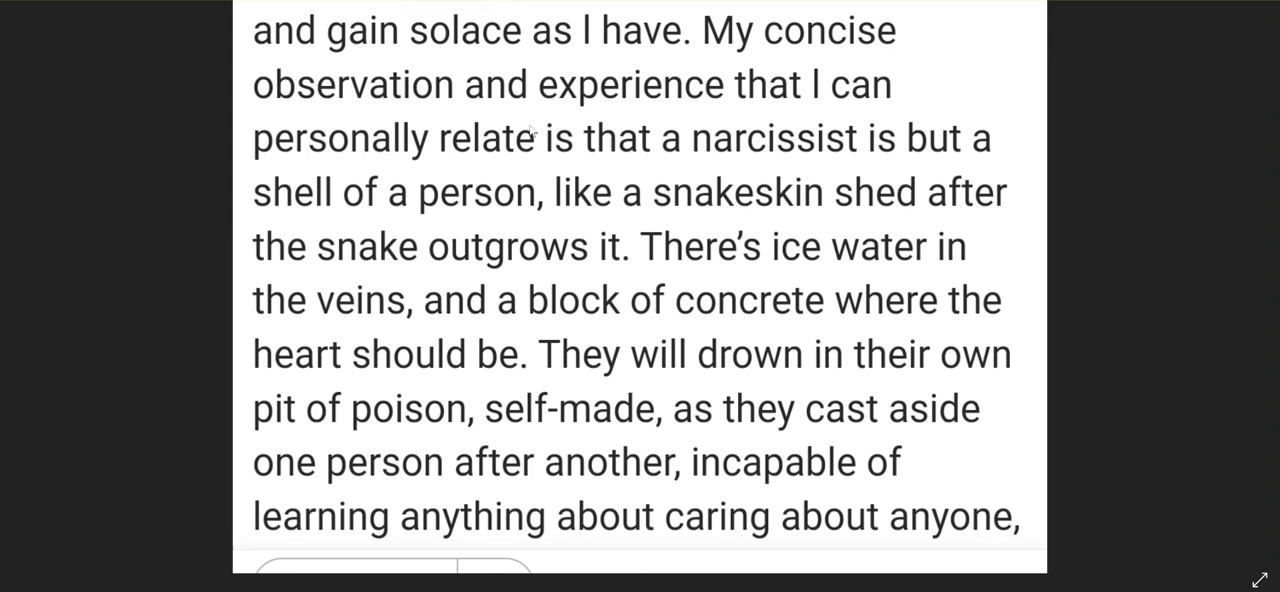 and gain solace as I have. My concise
observation and experience that I can
personally relate is that a narcissist is but a
shell of a person, like a snakeskin shed after
the snake outgrows it. There’s ice water in
the veins, and a block of concrete where the
heart should be. They will drown in their own
pit of poison, self-made, as they cast aside
one person after another, incapable of
learning anything about caring about anyone,